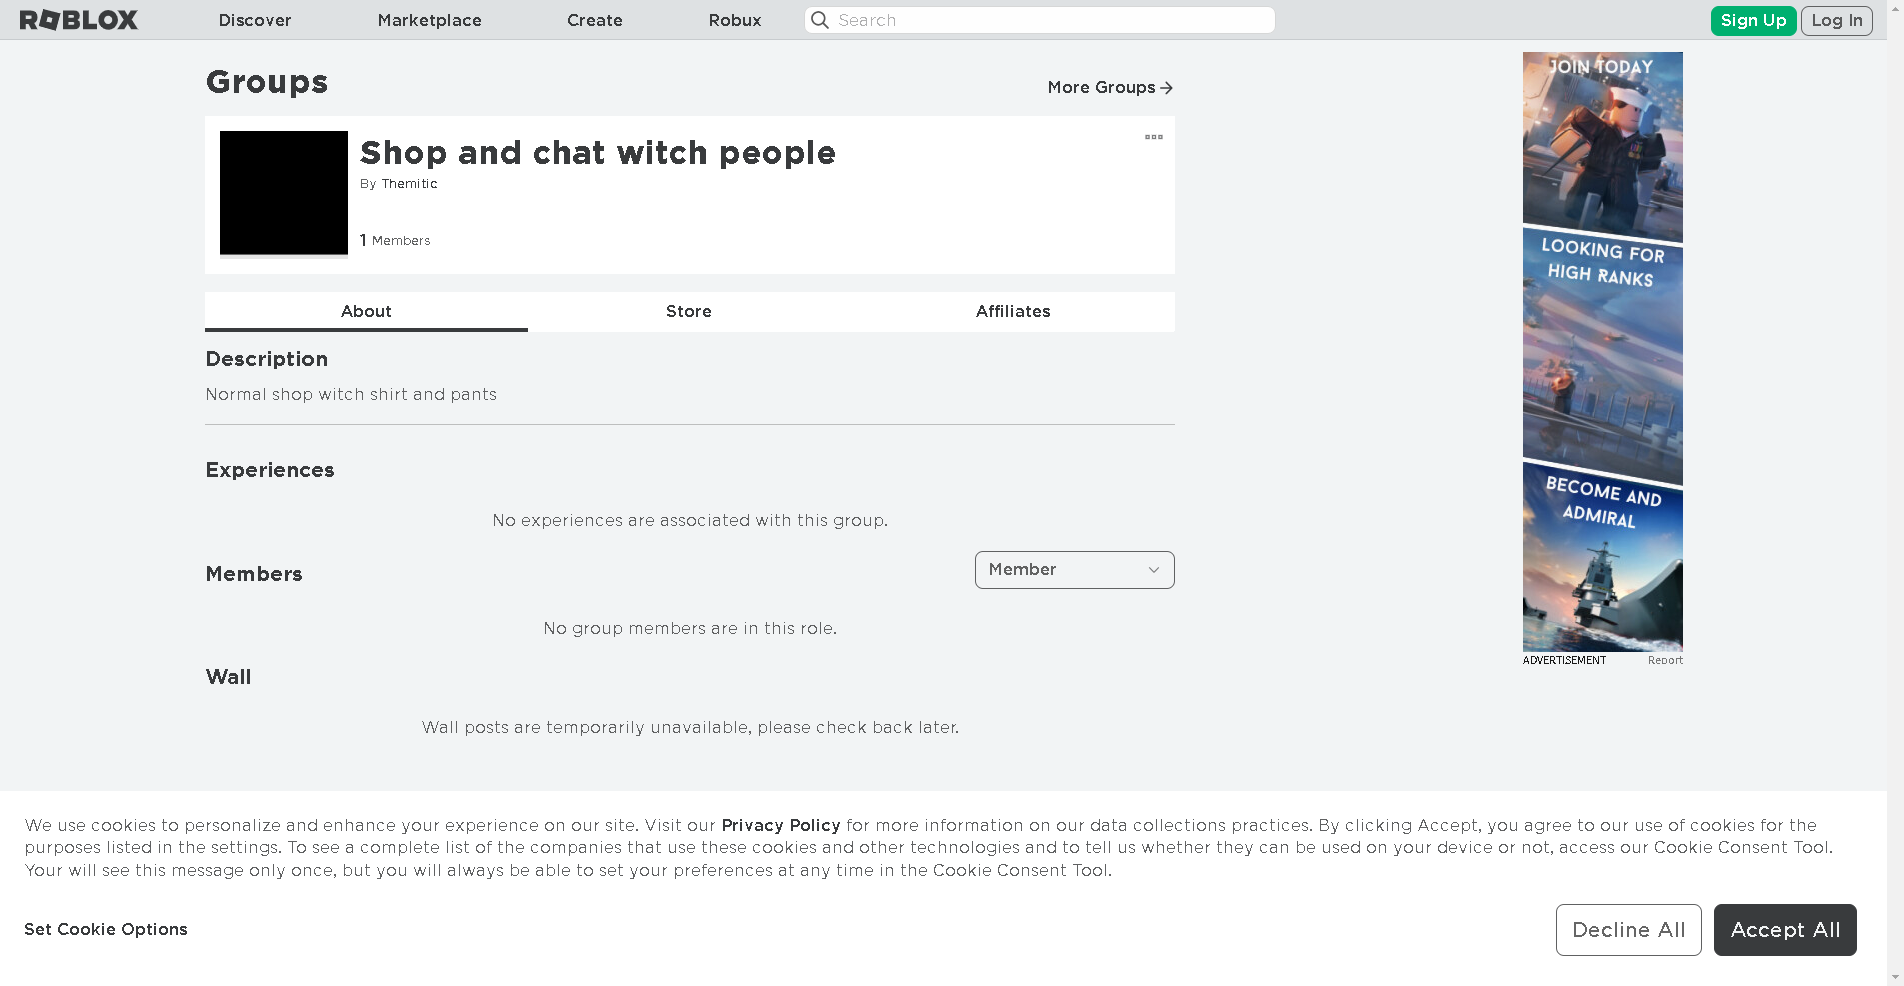 ROBLOX Discover Marketplace Create Robux Search Sign Up Log In
Groups
More Groups
Shop and chat witch people
By Themitic
1 Members
About Store Affiliates
Description
Normal shop witch shirt and pants
Experiences
No experiences are associated with this group.
Members
Member
No group members are in this role.
Wall
Wall posts are temporarily unavailable, please check back later.
JOIN TODAY
LOOKING FOR
HIGH RANKS
BECOME AND
ADMIRAL
ADVERTISEMENT Report
We use cookies to personalize and enhance your experience on our site. Visit our Privacy Policy for more information on our data collections practices. By clicking Accept, you agree to our use of cookies for the
purposes listed in the settings. To see a complete list of the companies that use these cookies and other technologies and to tell us whether they can be used on your device or not, access our Cookie Consent Tool.
Your will see this message only once, but you will always be able to set your preferences at any time in the Cookie Consent Tool.
Set Cookie Options
Decline All
Accept All